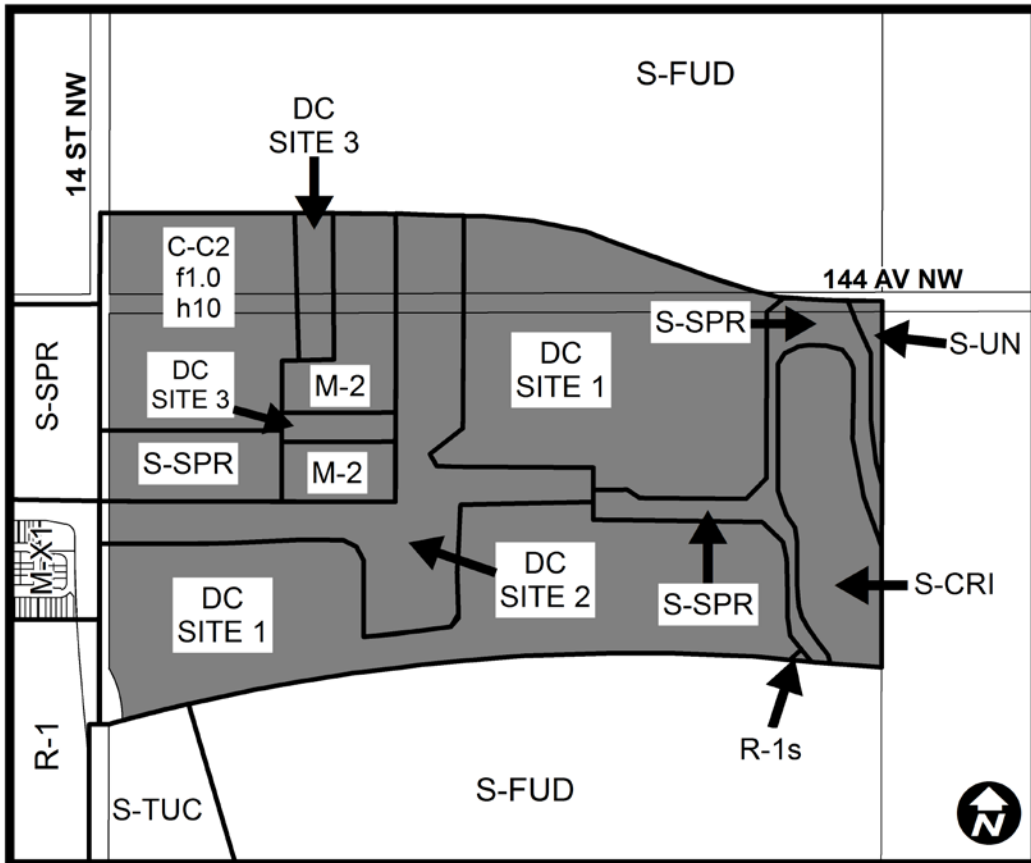 S-FUD
14 ST NW
DC
SITE 3
C-C2
f1.0
h10
144 AV NW
S-SPR
S-UN
S-SPR
DC
SITE 1
DC
SITE 3
M-2
S-SPR
M-2
M-X1
DC
SITE 1
DC
SITE 2
S-SPR
S-CRI
R-1
R-1s
S-TUC
S-FUD
N